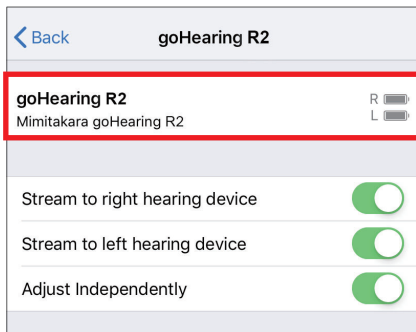 Back
goHearing R2
goHearing R2
R
Mimitakara goHearing R2
L
Stream to right hearing device
Stream to left hearing device
Adjust Independently